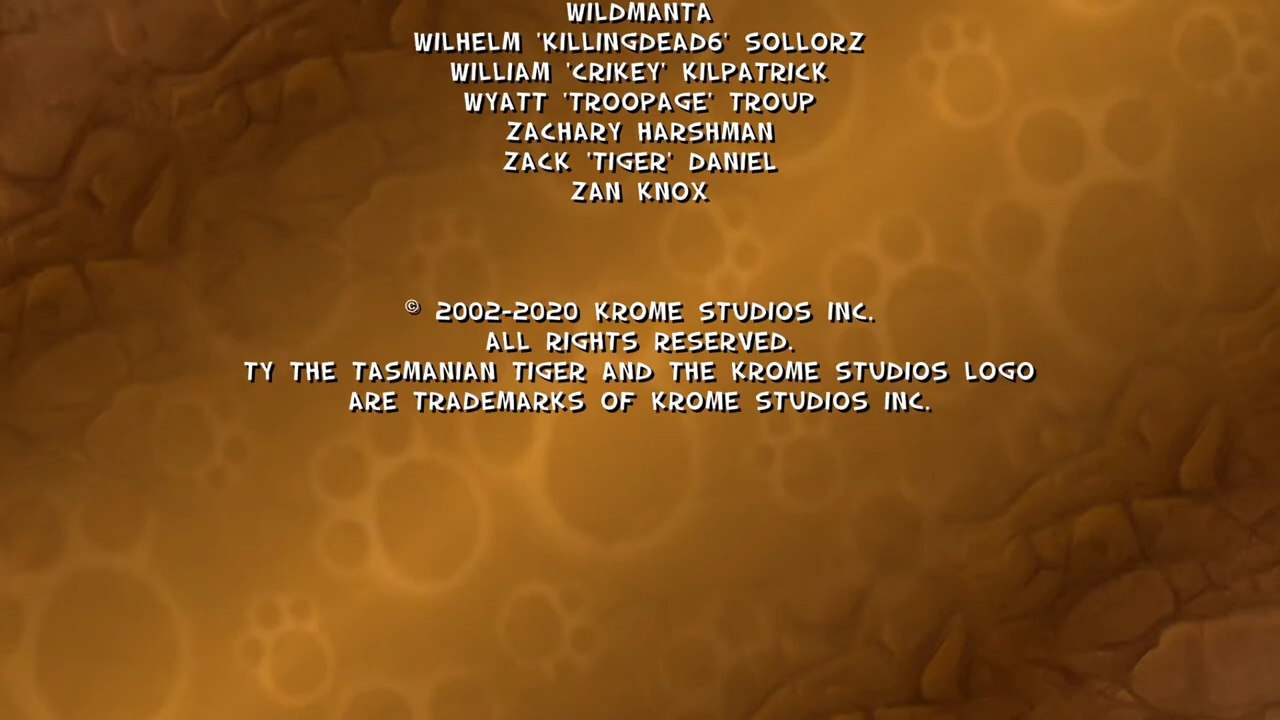 WILDMANTA
WILHELM 'KILLINGDEAD6' SOLLORZ
WILLIAM 'CRIKEY' KILPATRICK
WYATT 'TROOPAGE' TROUP
ZACHARY HARSHMAN
ZACK 'TIGER' DANIEL
ZAN KNOX
© 2002-2020 KROME STUDIOS INC.
ALL RIGHTS RESERVED.
TY THE TASMANIAN TIGER AND THE KROME STUDIOS LOGO
ARE TRADEMARKS OF KROME STUDIOS INC.